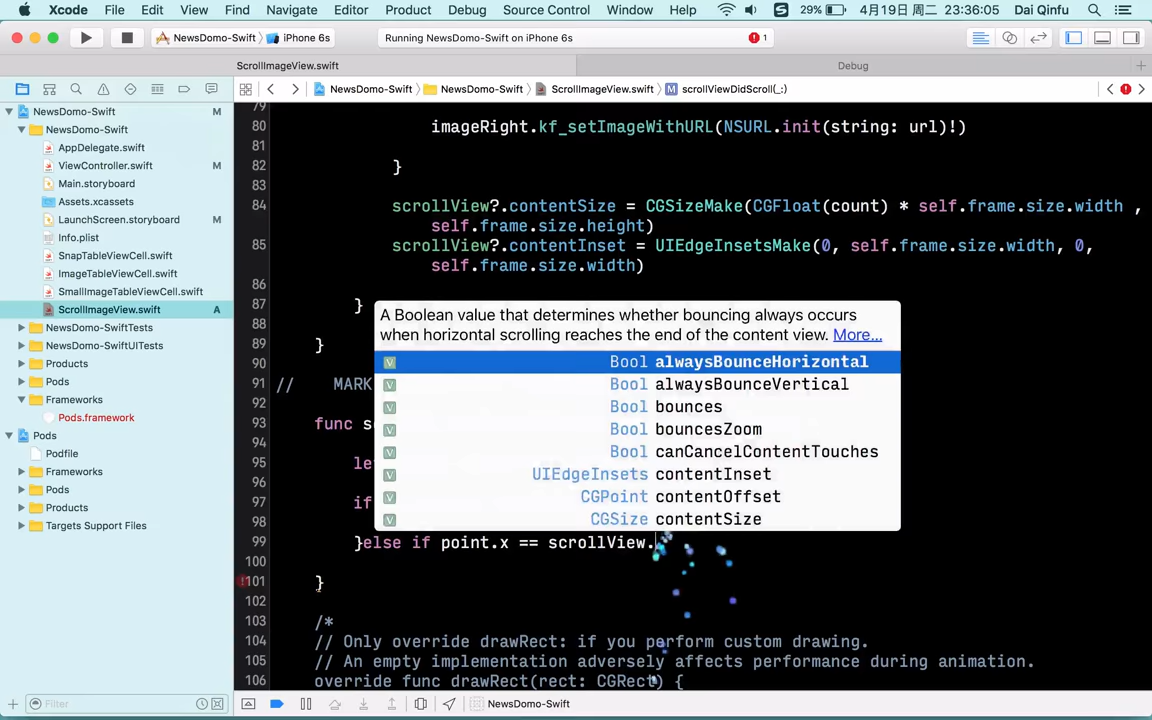 Xcode File Edit View Find Navigate Editor Product Debug Source Control Window Help 29% 4月19日 周二 23:36:05 Dai Qinfu
NewsDomo-Swift iPhone 6s Running NewsDomo-Swift on iPhone 6s 1
ScrollImageView.swift Debug
NewsDomo-Swift NewsDomo-Swift ScrollImageView.swift M scrollViewDidScroll(_:)
NewsDomo-Swift M
NewsDomo-Swift
AppDelegate.swift
ViewController.swift M
Main.storyboard
Assets.xcassets
LaunchScreen.storyboard M
Info.plist
SnapTableViewCell.swift
ImageTableViewCell.swift
SmallImageTableViewCell.swift
ScrollImageView.swift A
NewsDomo-SwiftTests
NewsDomo-SwiftUITests
Products
Pods
Frameworks
Pods.framework
Pods
Podfile
Frameworks
Pods
Products
Targets Support Files
Filter
79
80 imageRight.kf_setImageWithURL(NSURL.init(string: url)!)
81
82 }
83
84 scrollView?.contentSize = CGSizeMake(CGFloat(count) * self.frame.size.width ,
self.frame.size.height)
85 scrollView?.contentInset = UIEdgeInsetsMake(0, self.frame.size.width, 0,
self.frame.size.width)
86
87 }
88
89 }
90
91 // MARK
92
93 func s
94
95 let
96
97 if
98
99 }else if point.x == scrollView.
100
101 }
102
103 /*
104 // Only override drawRect: if you perform custom drawing.
105 // An empty implementation adversely affects performance during animation.
106 override func drawRect(rect: CGRect) {
A Boolean value that determines whether bouncing always occurs
when horizontal scrolling reaches the end of the content view. More...
V Bool alwaysBounceHorizontal
V Bool alwaysBounceVertical
V Bool bounces
V Bool bouncesZoom
V Bool canCancelContentTouches
V UIEdgeInsets contentInset
V CGPoint contentOffset
V CGSize contentSize
NewsDomo-Swift